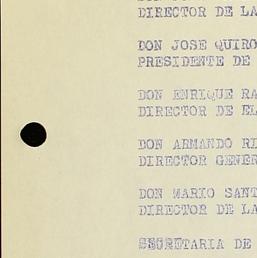 DIRECTOR DE LA
DON JOSE QUIRO
PRESIDENTE DE
DON ENRIQUE RA
DIRECTOR DE EL
DON ARMANDO RI
DIRECTOR GENER
DON MARIO SANT
DIRECTOR DE LA
SECRETARIA DE